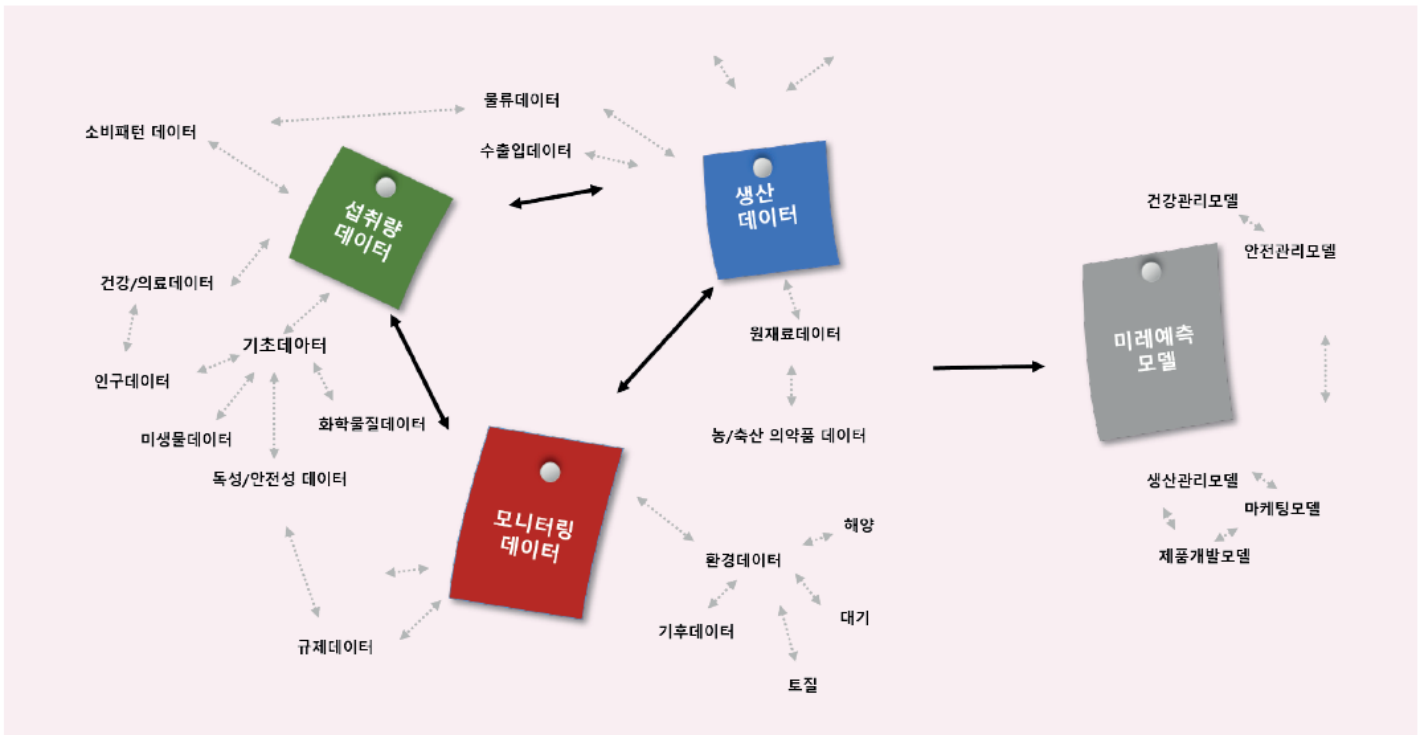 물류데이터
소비패턴 데이터
수출입데이터
섭취량
데이터
생산
데이터
건강관리모델
안전관리모델
건강/의료데이터
원재료데이터
기초데아터
미레예측
모델
인구데이터
화학물질데이터
미생물데이터
농/축산 의약품 데이터
독성/안전성 데이터
생산관리모델
마케팅모델
모니터링
데이터
해양
환경데이터
제품개발모델
대기
기후데이터
규제데이터
토질